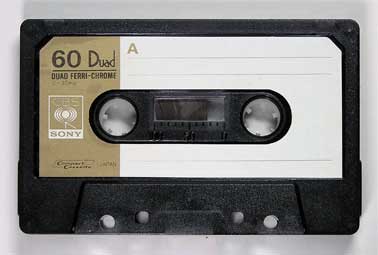 60 Duad
A
DUAD FERRI-CHROME
CBS
SONY
Compact
Cassette
JAPAN